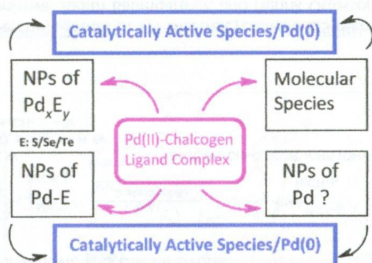 Catalytically Active Species/Pd(0)
NPs of
PdₓEᵧ
Molecular
Species
E: S/Se/Te
Pd(II)-Chalcogen
Ligand Complex
NPs of
Pd-E
NPs of
Pd ?
Catalytically Active Species/Pd(0)